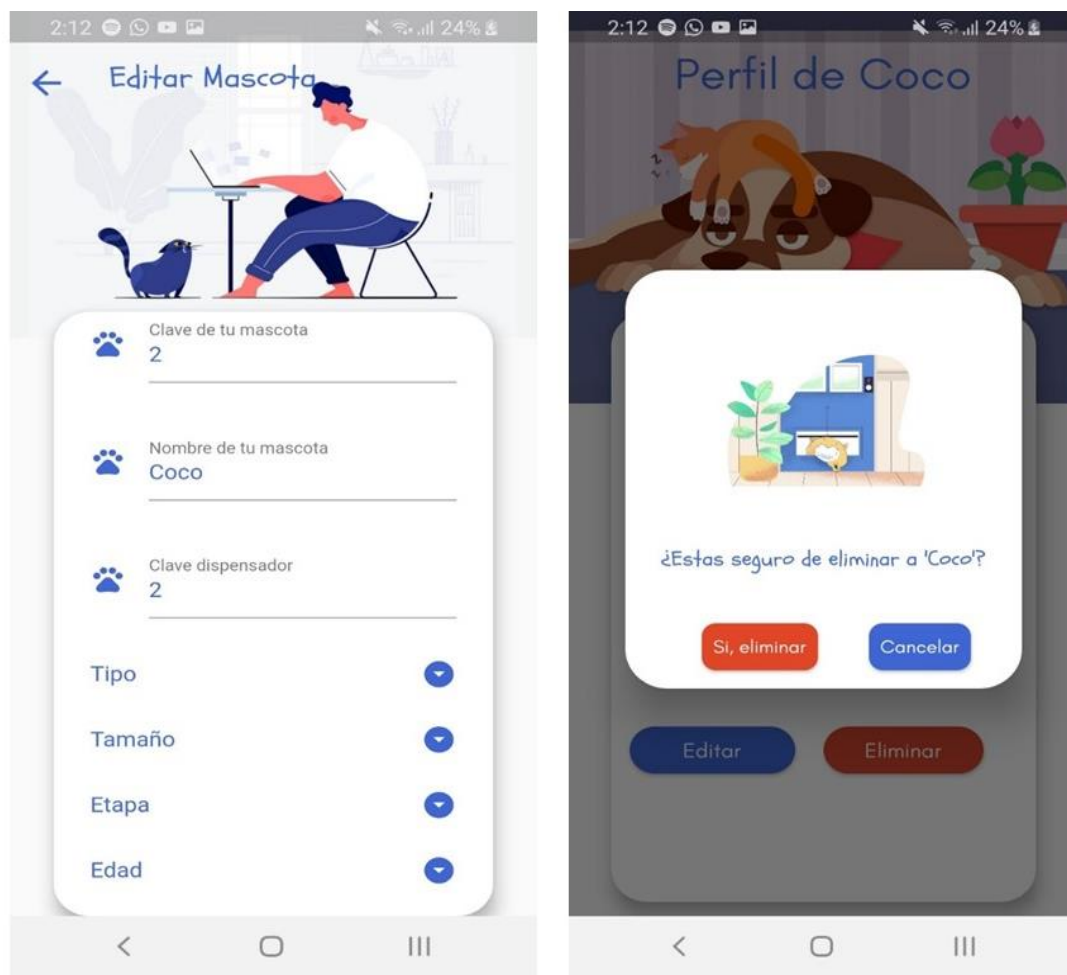 2:12
24%
Editar Mascota
Clave de tu mascota
2
Nombre de tu mascota
Coco
Clave dispensador
2
Tipo
Tamaño
Etapa
Edad
2:12
24%
Perfil de Coco
¿Estas seguro de eliminar a 'Coco'?
Si, eliminar
Cancelar
Editar
Eliminar